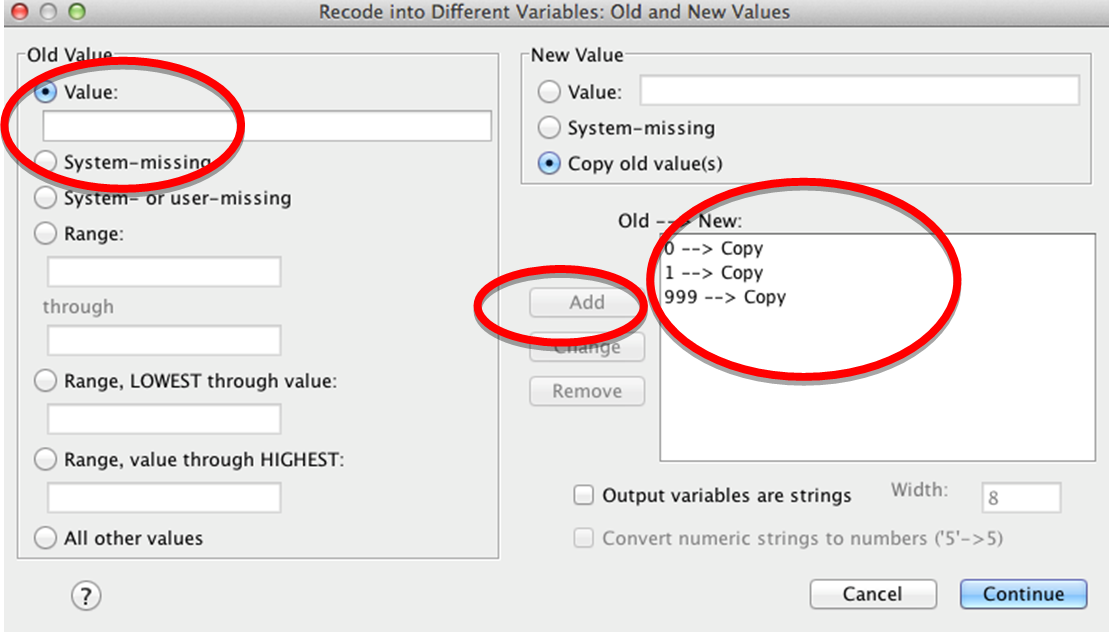 Recode into Different Variables: Old and New Values
Old Value
Value:
System-missing
System- or user-missing
Range:
through
Range, LOWEST through value:
Range, value through HIGHEST:
All other values
New Value
Value:
System-missing
Copy old value(s)
Old --> New:
0 --> Copy
1 --> Copy
999 --> Copy
Add
Change
Remove
Output variables are strings
Width:
8
Convert numeric strings to numbers ('5'->5)
?
Cancel
Continue